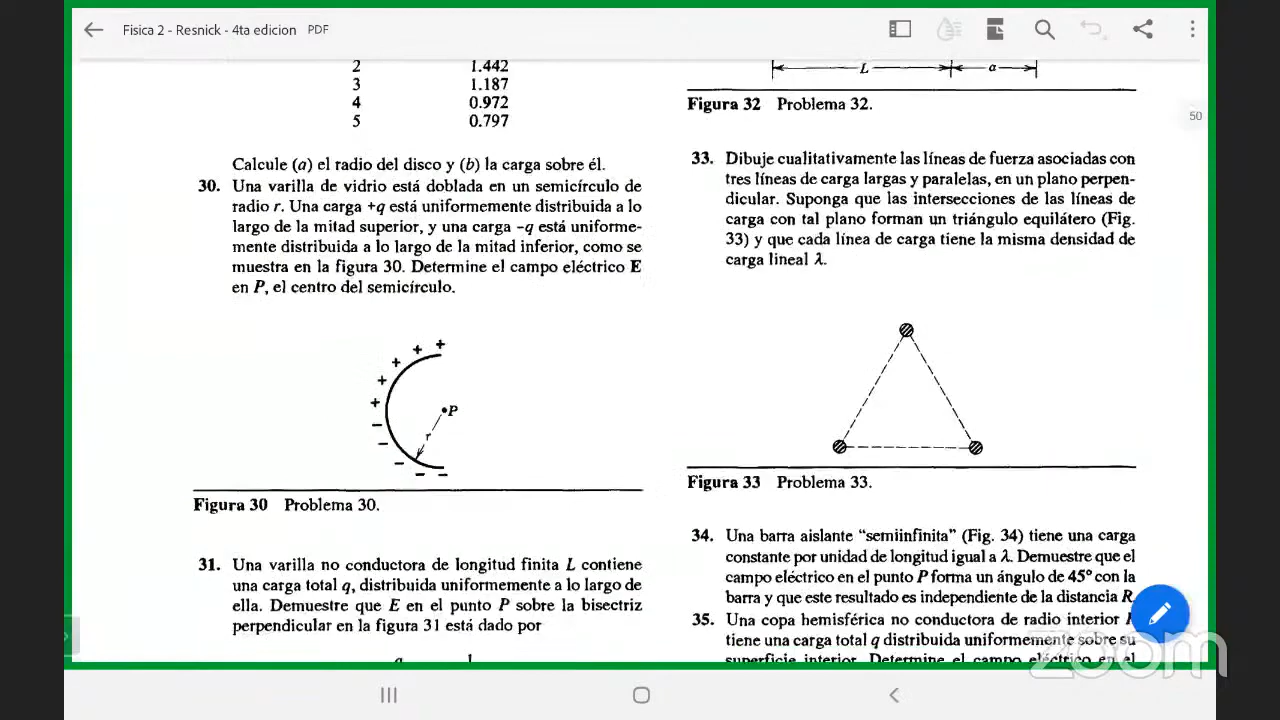 Fisica 2 - Resnick - 4ta edicion PDF
2 1.442
3 1.187
4 0.972
5 0.797
Calcule (a) el radio del disco y (b) la carga sobre él.
30. Una varilla de vidrio está doblada en un semicírculo de
radio r. Una carga +q está uniformemente distribuida a lo
largo de la mitad superior, y una carga -q está uniforme-
mente distribuida a lo largo de la mitad inferior, como se
muestra en la figura 30. Determine el campo eléctrico E
en P, el centro del semicírculo.
+ + + + +
P
r
- - - - -
Figura 30 Problema 30.
31. Una varilla no conductora de longitud finita L contiene
una carga total q, distribuida uniformemente a lo largo de
ella. Demuestre que E en el punto P sobre la bisectriz
perpendicular en la figura 31 está dado por
L a
Figura 32 Problema 32.
50
33. Dibuje cualitativamente las líneas de fuerza asociadas con
tres líneas de carga largas y paralelas, en un plano perpen-
dicular. Suponga que las intersecciones de las líneas de
carga con tal plano forman un triángulo equilátero (Fig.
33) y que cada línea de carga tiene la misma densidad de
carga lineal λ.
Figura 33 Problema 33.
34. Una barra aislante “semiinfinita” (Fig. 34) tiene una carga
constante por unidad de longitud igual a λ. Demuestre que el
campo eléctrico en el punto P forma un ángulo de 45° con la
barra y que este resultado es independiente de la distancia R.
35. Una copa hemisférica no conductora de radio interior
tiene una carga total q distribuida uniformemente sobre su
superficie interior. Determine el campo eléctrico en el
zoom